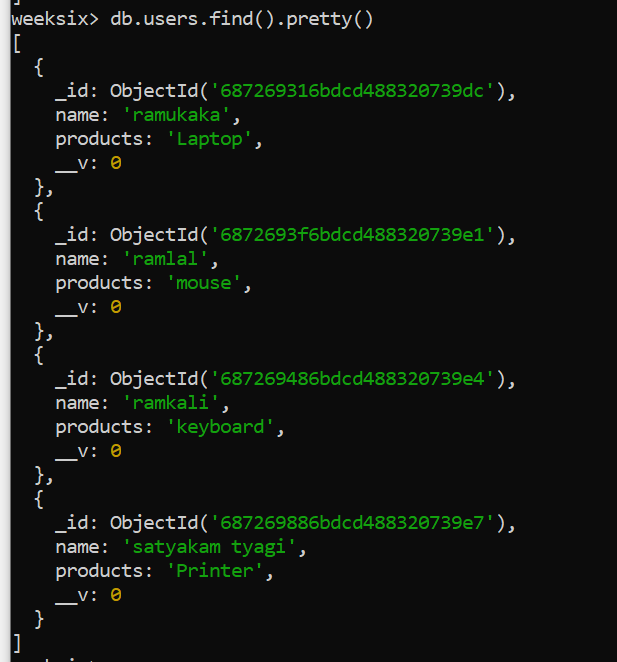 ]
weeksix> db.users.find().pretty()
[
  {
    _id: ObjectId('687269316bdcd488320739dc'),
    name: 'ramukaka',
    products: 'Laptop',
    __v: 0
  },
  {
    _id: ObjectId('6872693f6bdcd488320739e1'),
    name: 'ramlal',
    products: 'mouse',
    __v: 0
  },
  {
    _id: ObjectId('687269486bdcd488320739e4'),
    name: 'ramkali',
    products: 'keyboard',
    __v: 0
  },
  {
    _id: ObjectId('687269886bdcd488320739e7'),
    name: 'satyakam tyagi',
    products: 'Printer',
    __v: 0
  }
]